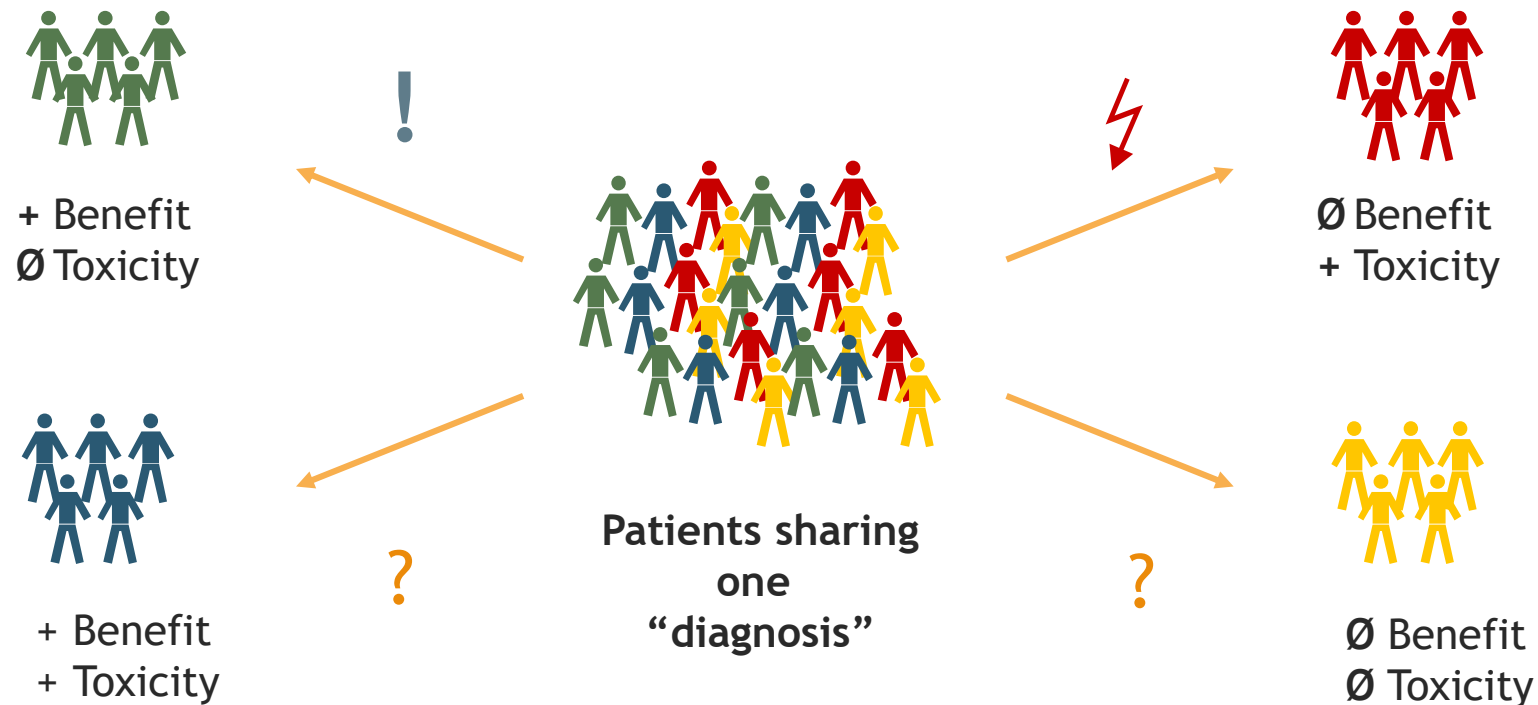 !
+ Benefit
Ø Toxicity
Ø Benefit
+ Toxicity
Patients sharing
one
“diagnosis”
?
+ Benefit
+ Toxicity
?
Ø Benefit
Ø Toxicity